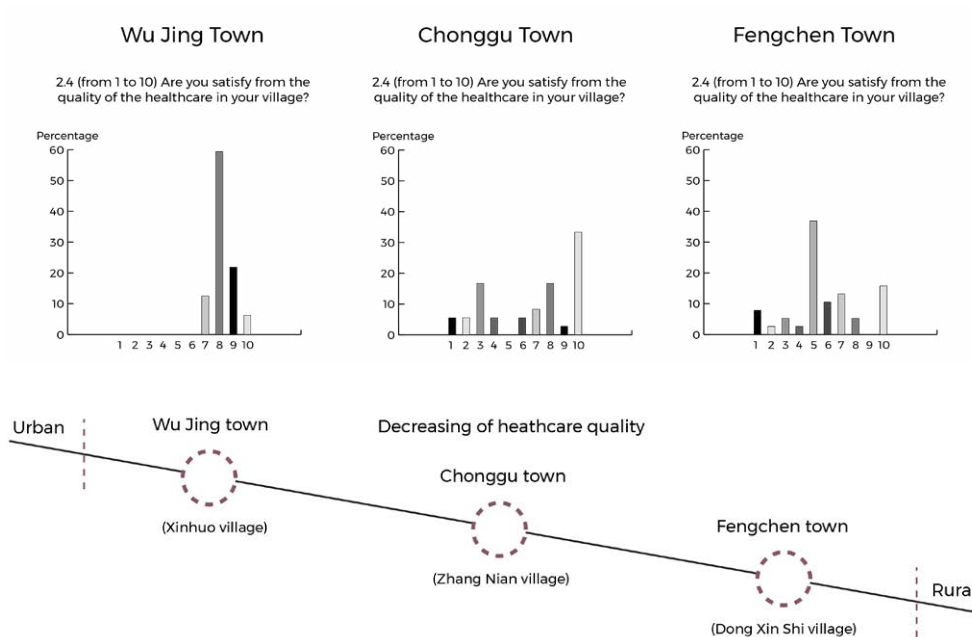 Wu Jing Town
2.4 (from 1 to 10) Are you satisfy from the
quality of the healthcare in your village?
Percentage
60
50
40
30
20
10
0
1 2 3 4 5 6 7 8 9 10
Chonggu Town
2.4 (from 1 to 10) Are you satisfy from the
quality of the healthcare in your village?
Percentage
60
50
40
30
20
10
0
1 2 3 4 5 6 7 8 9 10
Fengchen Town
2.4 (from 1 to 10) Are you satisfy from the
quality of the healthcare in your village?
Percentage
60
50
40
30
20
10
0
1 2 3 4 5 6 7 8 9 10
Urban
Wu Jing town
(Xinhuo village)
Decreasing of heathcare quality
Chonggu town
(Zhang Nian village)
Fengchen town
(Dong Xin Shi village)
Rura